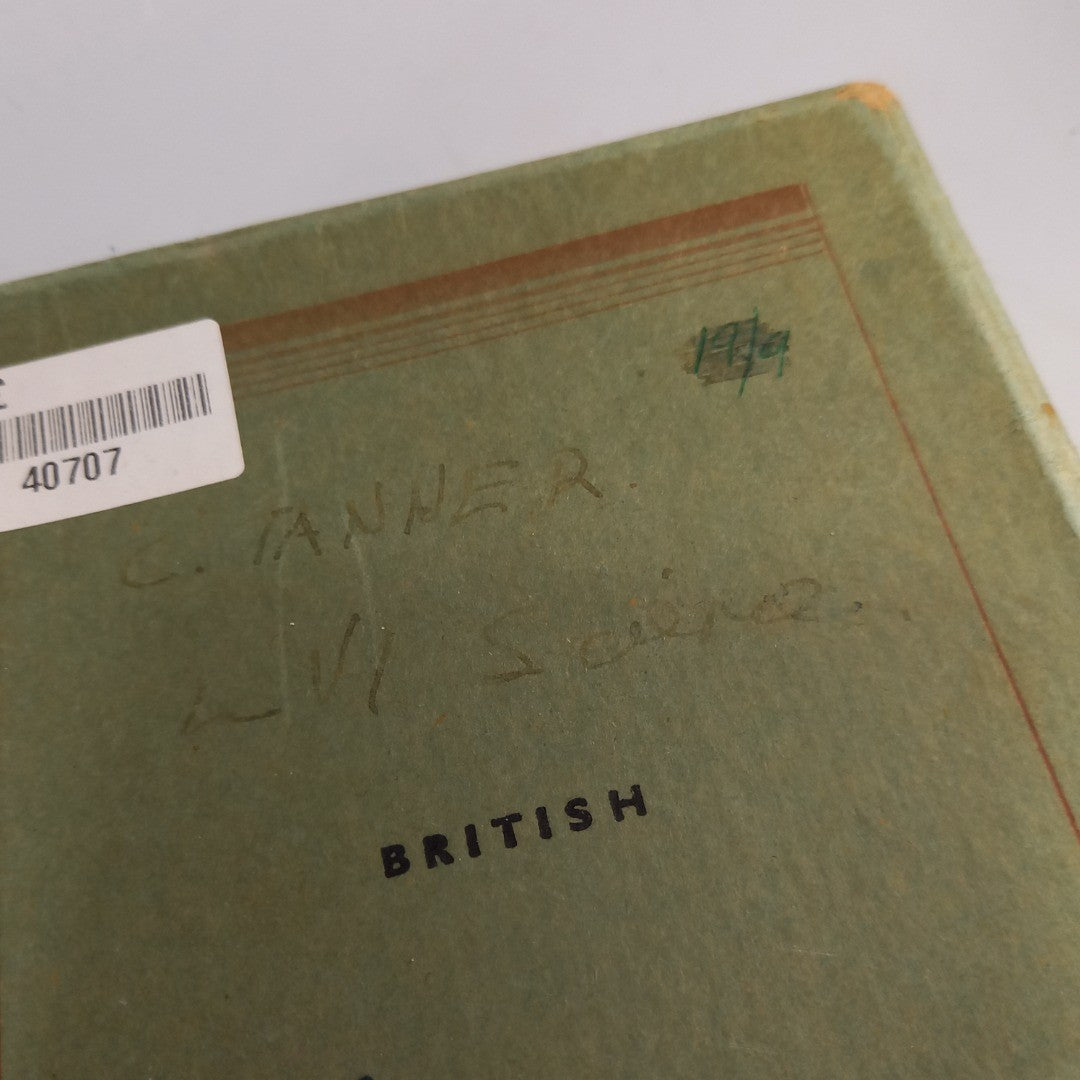 19/9
40707
C. TANNER.
L VI Science.
BRITISH